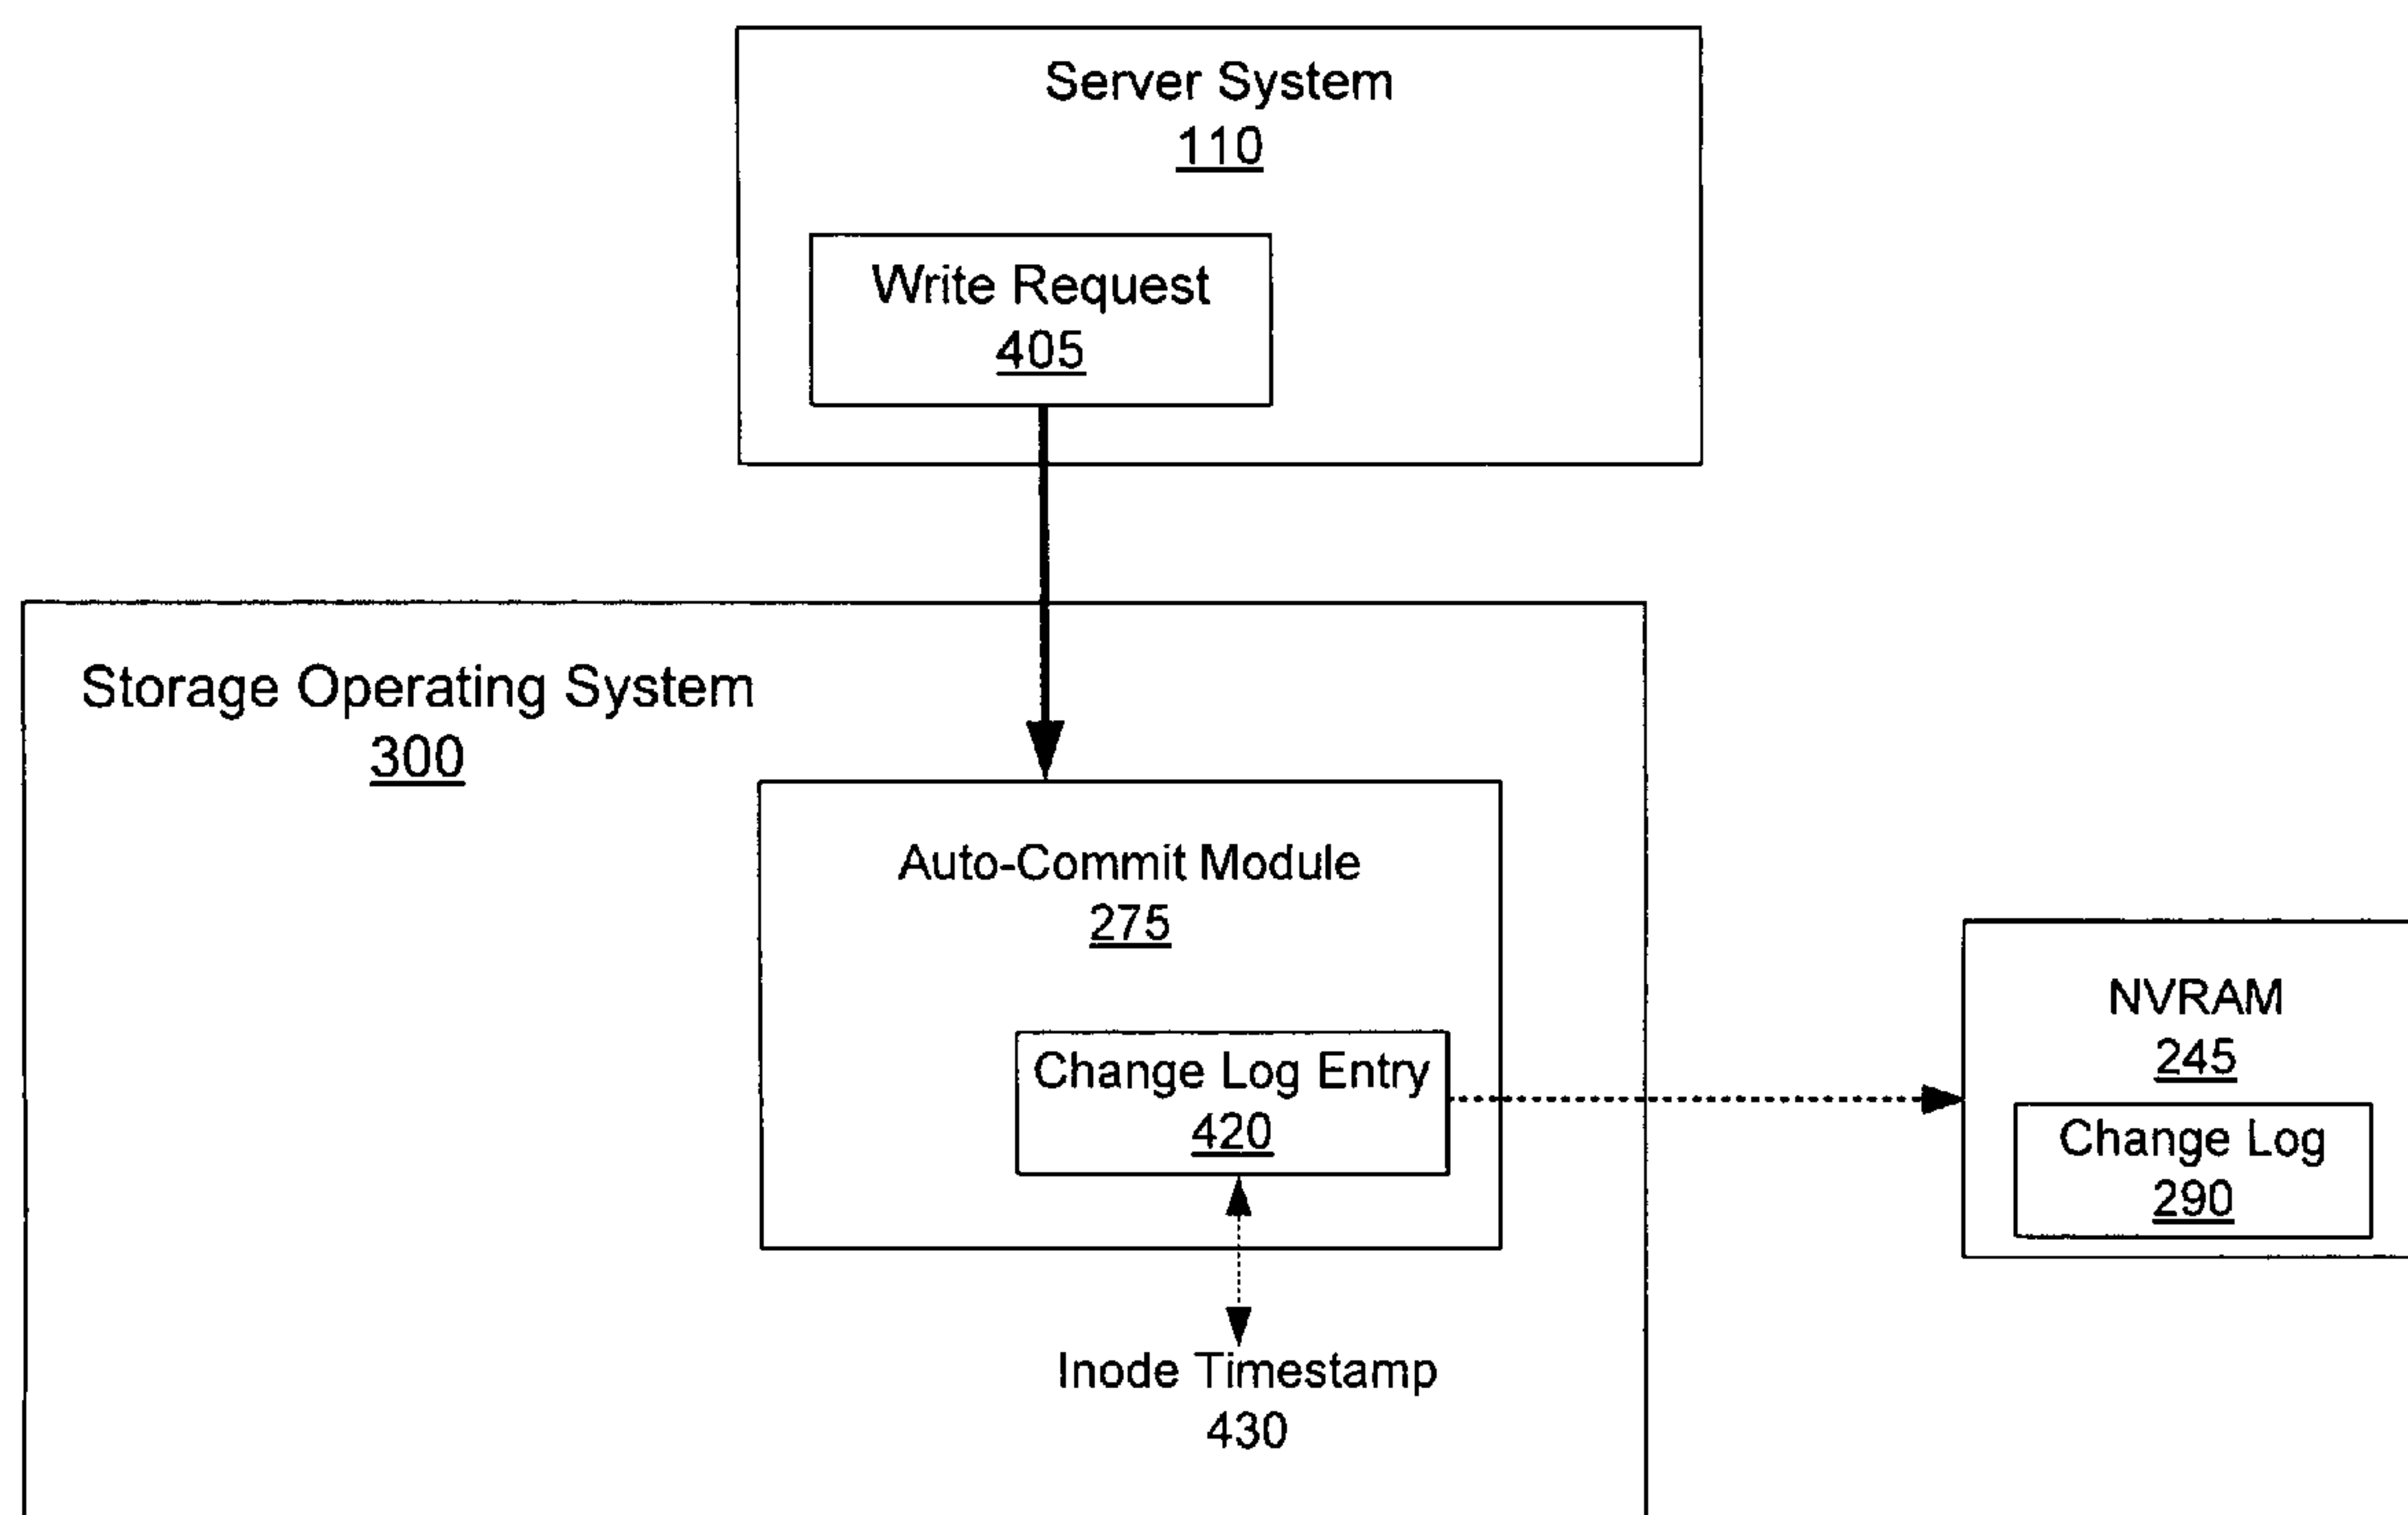 Server System
110
Write Request
405
Storage Operating System
300
Auto-Commit Module
275
Change Log Entry
420
NVRAM
245
Change Log
290
Inode Timestamp
430